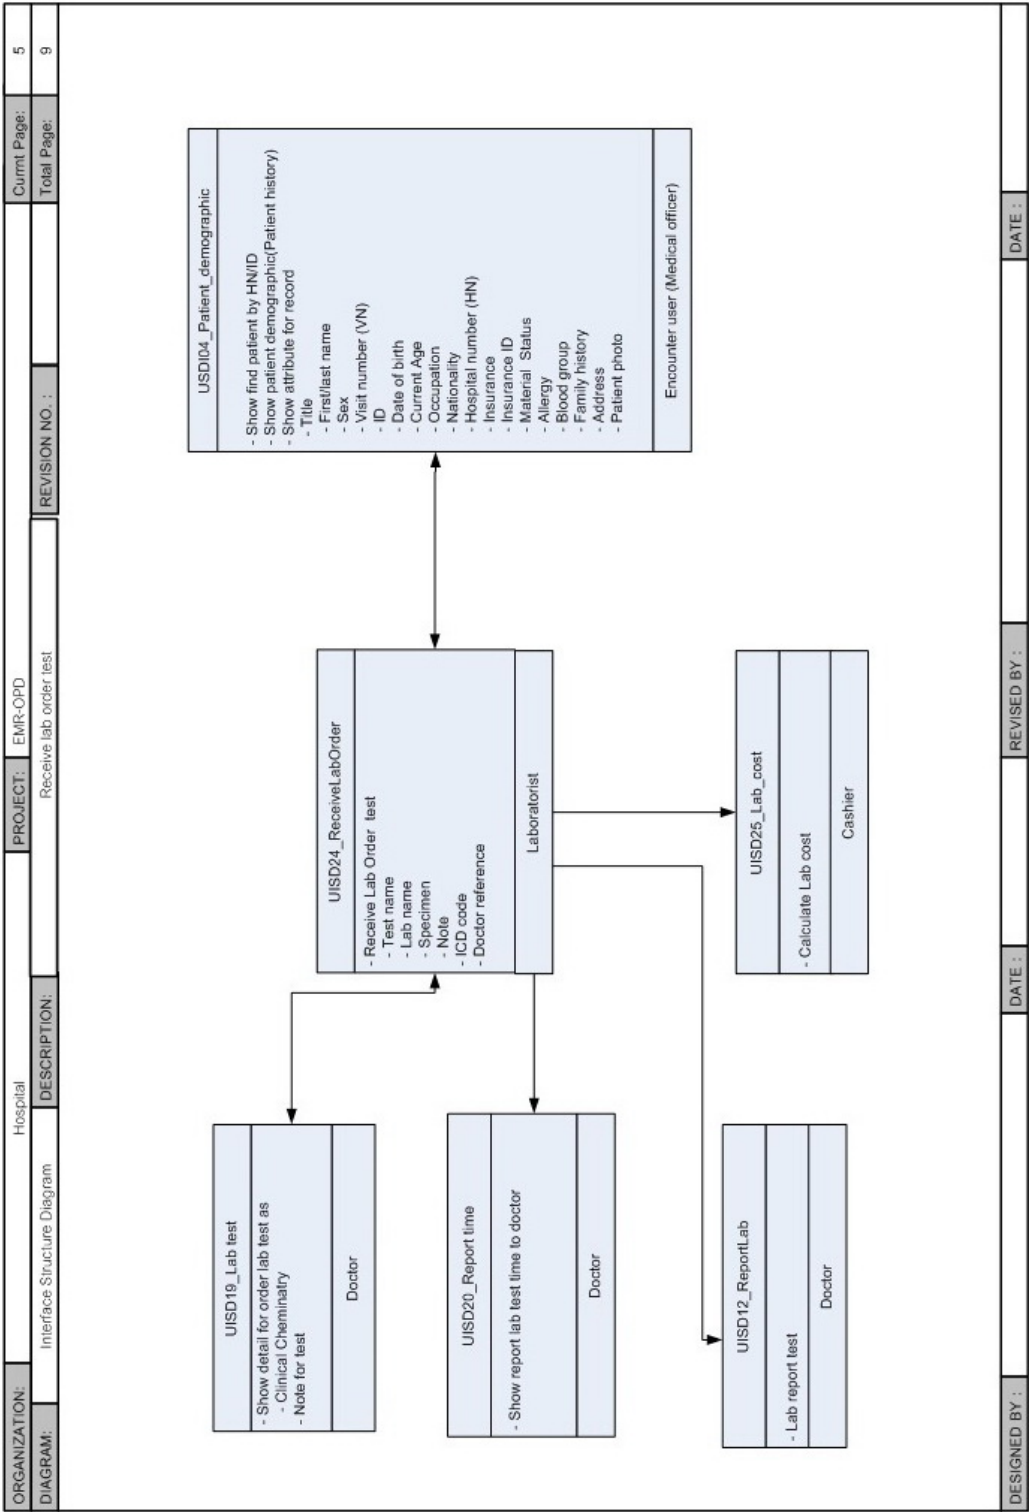 ORGANIZATION: Hospital PROJECT: EMR-OPD Currnt Page: 5
DIAGRAM: Interface Structure Diagram DESCRIPTION: Receive lab order test REVISION NO. : Total Page: 9
UISD19_Lab test
- Show detail for order lab test as
- Clinical Cheminatry
- Note for test
Doctor
UISD20_Report time
- Show report lab test time to doctor
Doctor
UISD12_ReportLab
- Lab report test
Doctor
UISD24_ReceiveLabOrder
- Receive Lab Order test
- Test name
- Lab name
- Specimen
- Note
- ICD code
- Doctor reference
Laboratorist
UISD25_Lab_cost
- Calculate Lab cost
Cashier
USDI04_Patient_demographic
- Show find patient by HN/ID
- Show patient demographic(Patient history)
- Show attribute for record
- Title
- First/last name
- Sex
- Visit number (VN)
- ID
- Date of birth
- Current Age
- Occupation
- Nationality
- Hospital number (HN)
- Insurance
- Insurance ID
- Material Status
- Allergy
- Blood group
- Family history
- Address
- Patient photo
Encounter user (Medical officer)
DESIGNED BY : DATE : REVISED BY : DATE :